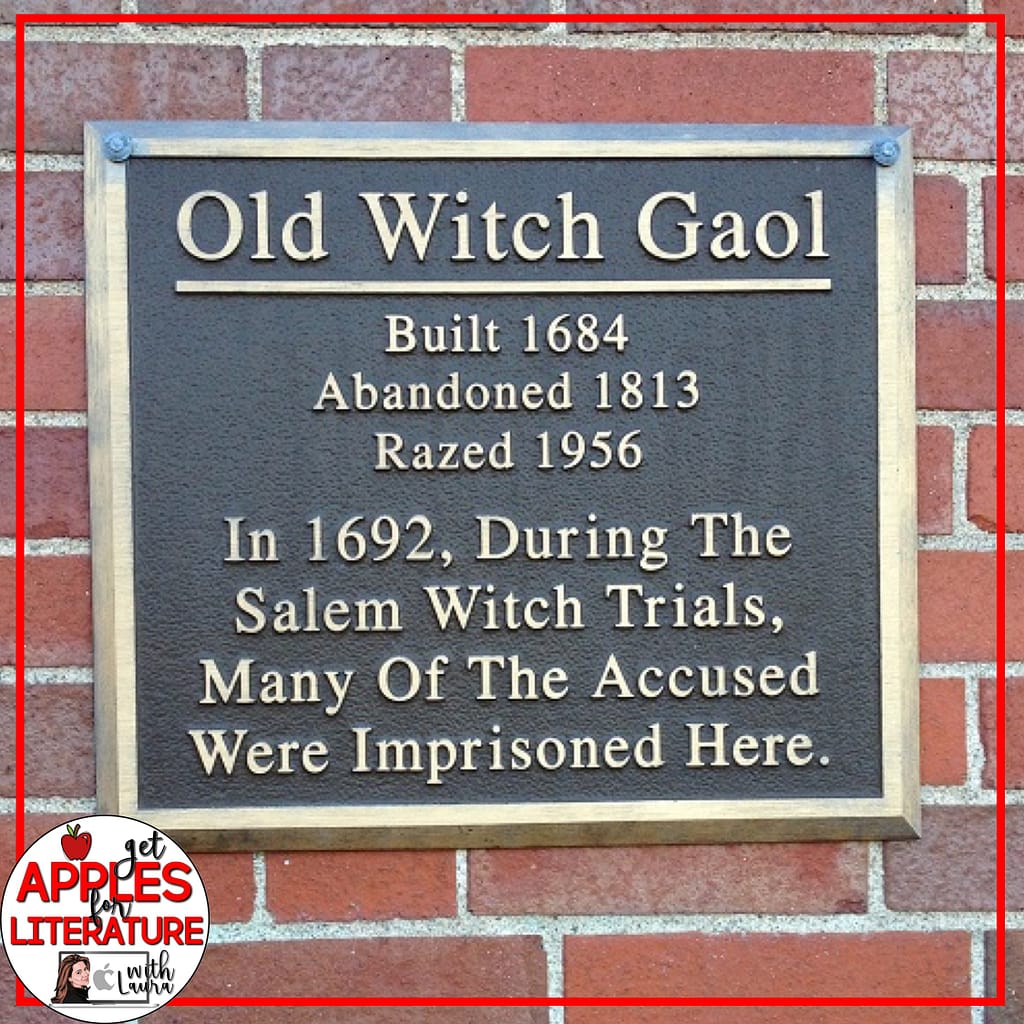 Old Witch Gaol
Built 1684
Abandoned 1813
Razed 1956
In 1692, During The
Salem Witch Trials,
Many Of The Accused
Were Imprisoned Here.
get
APPLES
for
LITERATURE
with
Laura